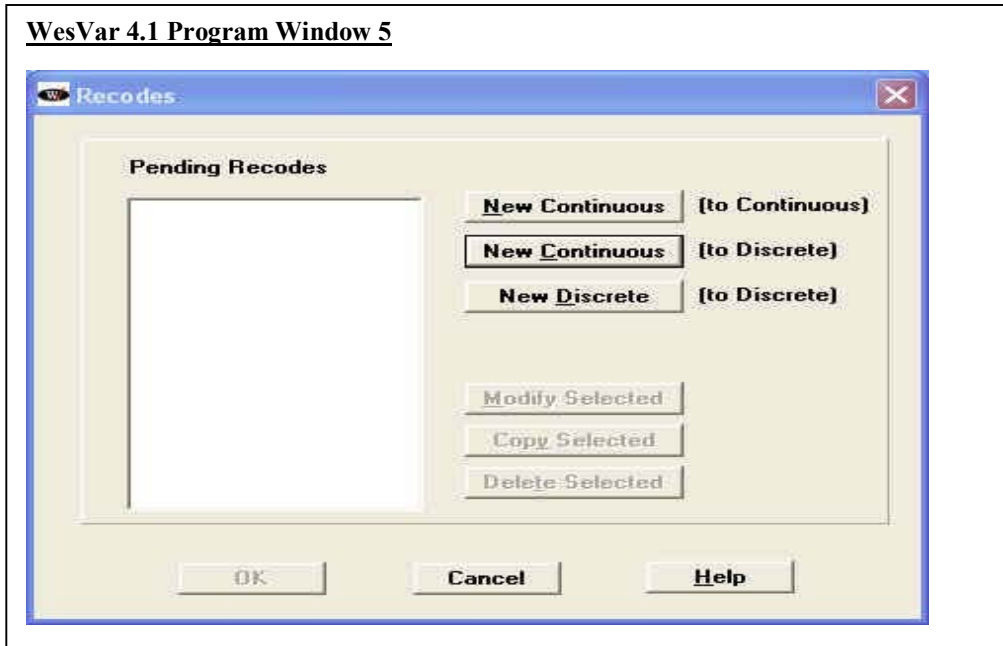 WesVar 4.1 Program Window 5
Recodes
Pending Recodes
New Continuous (to Continuous)
New Continuous (to Discrete)
New Discrete (to Discrete)
Modify Selected
Copy Selected
Delete Selected
OK Cancel Help